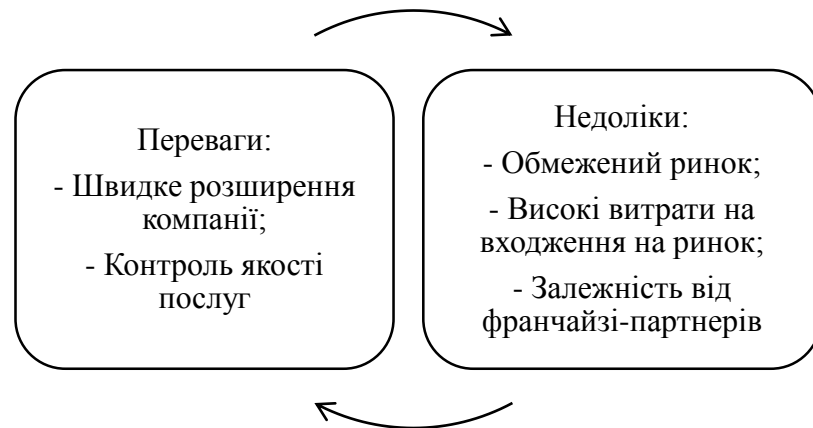 Переваги:
- Швидке розширення
компанії;
- Контроль якості
послуг
Недоліки:
- Обмежений ринок;
- Високі витрати на
входження на ринок;
- Залежність від
франчайзі-партнерів